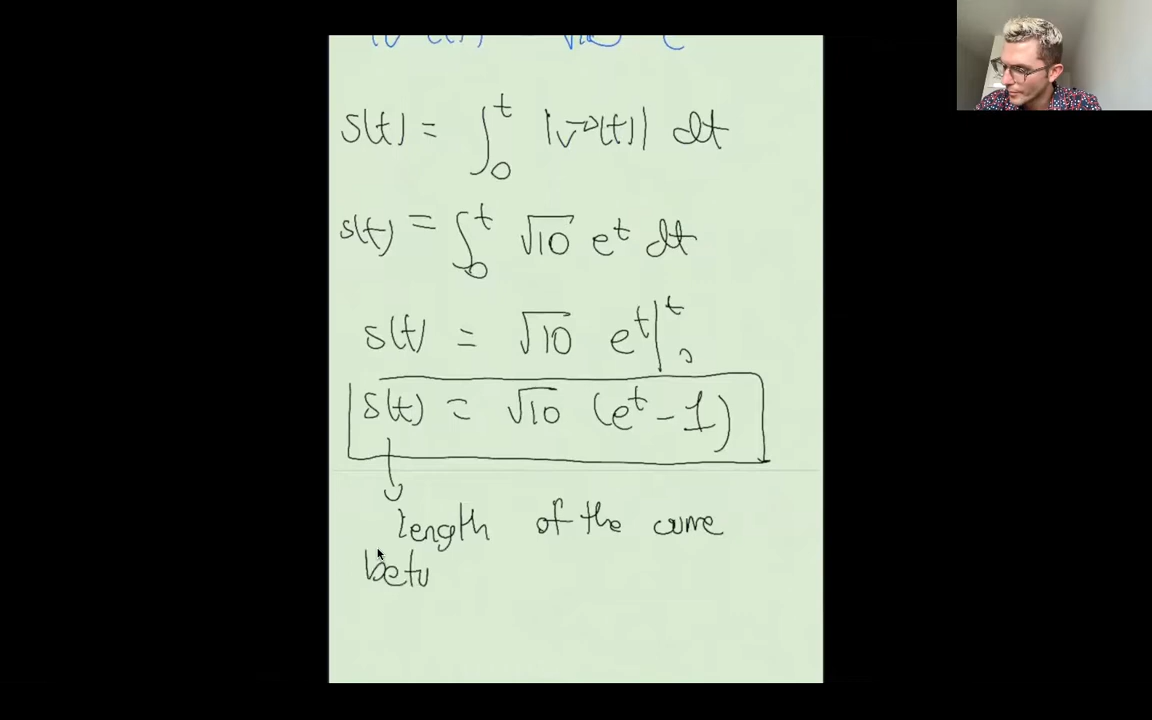 s(t) = ∫₀ᵗ |v⃗(t)| dt
s(t) = ∫₀ᵗ √10 eᵗ dt
s(t) = √10 eᵗ|₀ᵗ
s(t) = √10 (eᵗ - 1)
length of the curve
betw